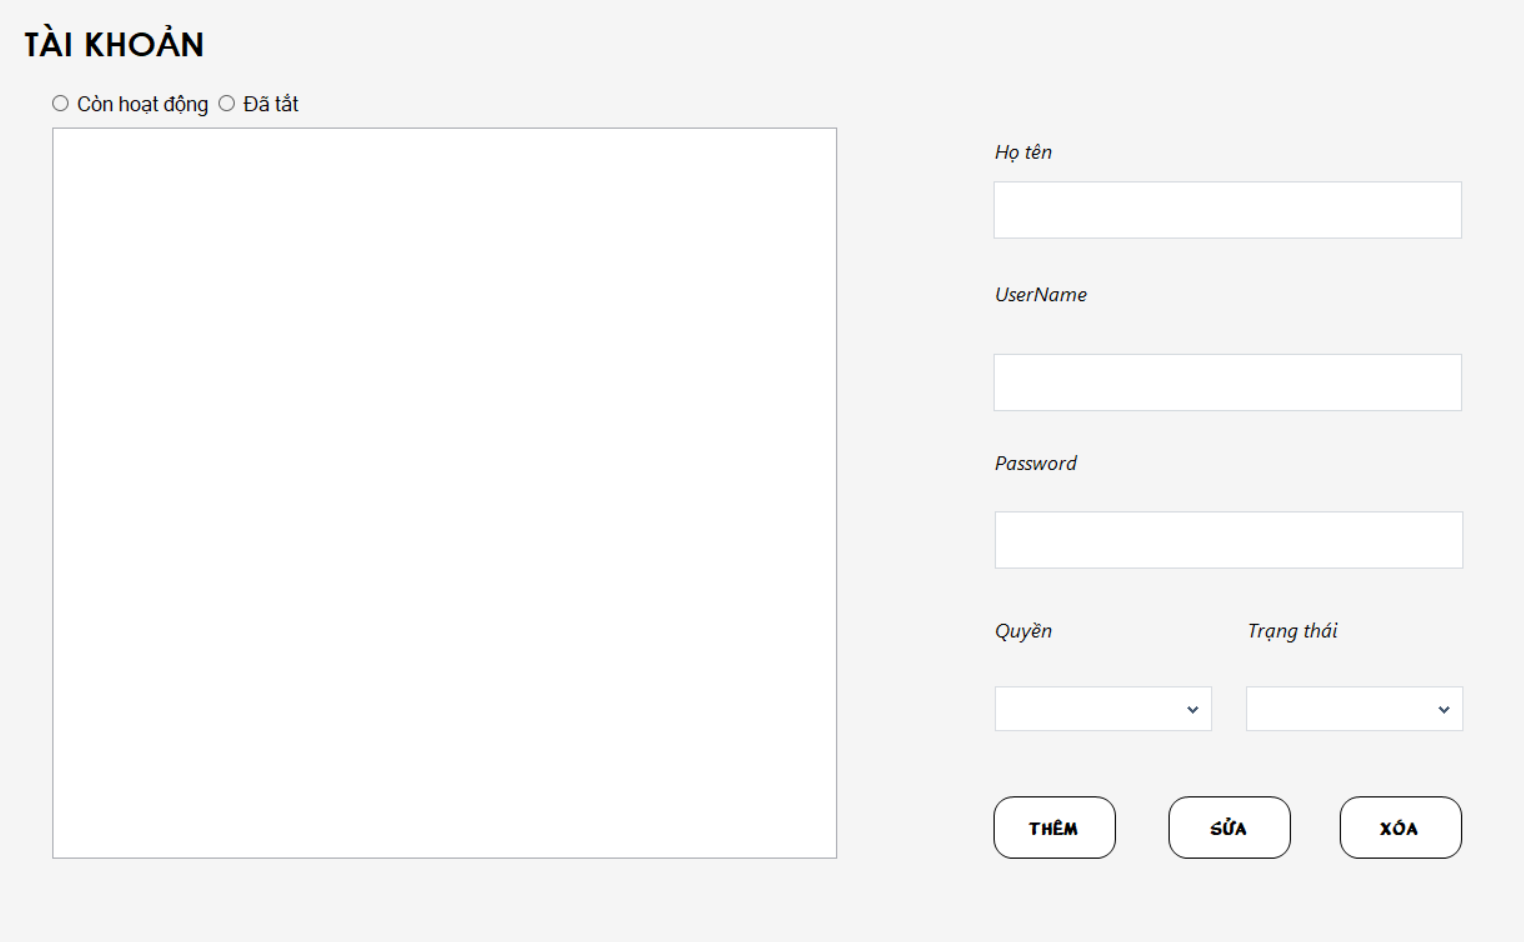 TÀI KHOẢN
Còn hoạt động Đã tắt
Họ tên
UserName
Password
Quyền Trạng thái
THÊM SỬA XÓA